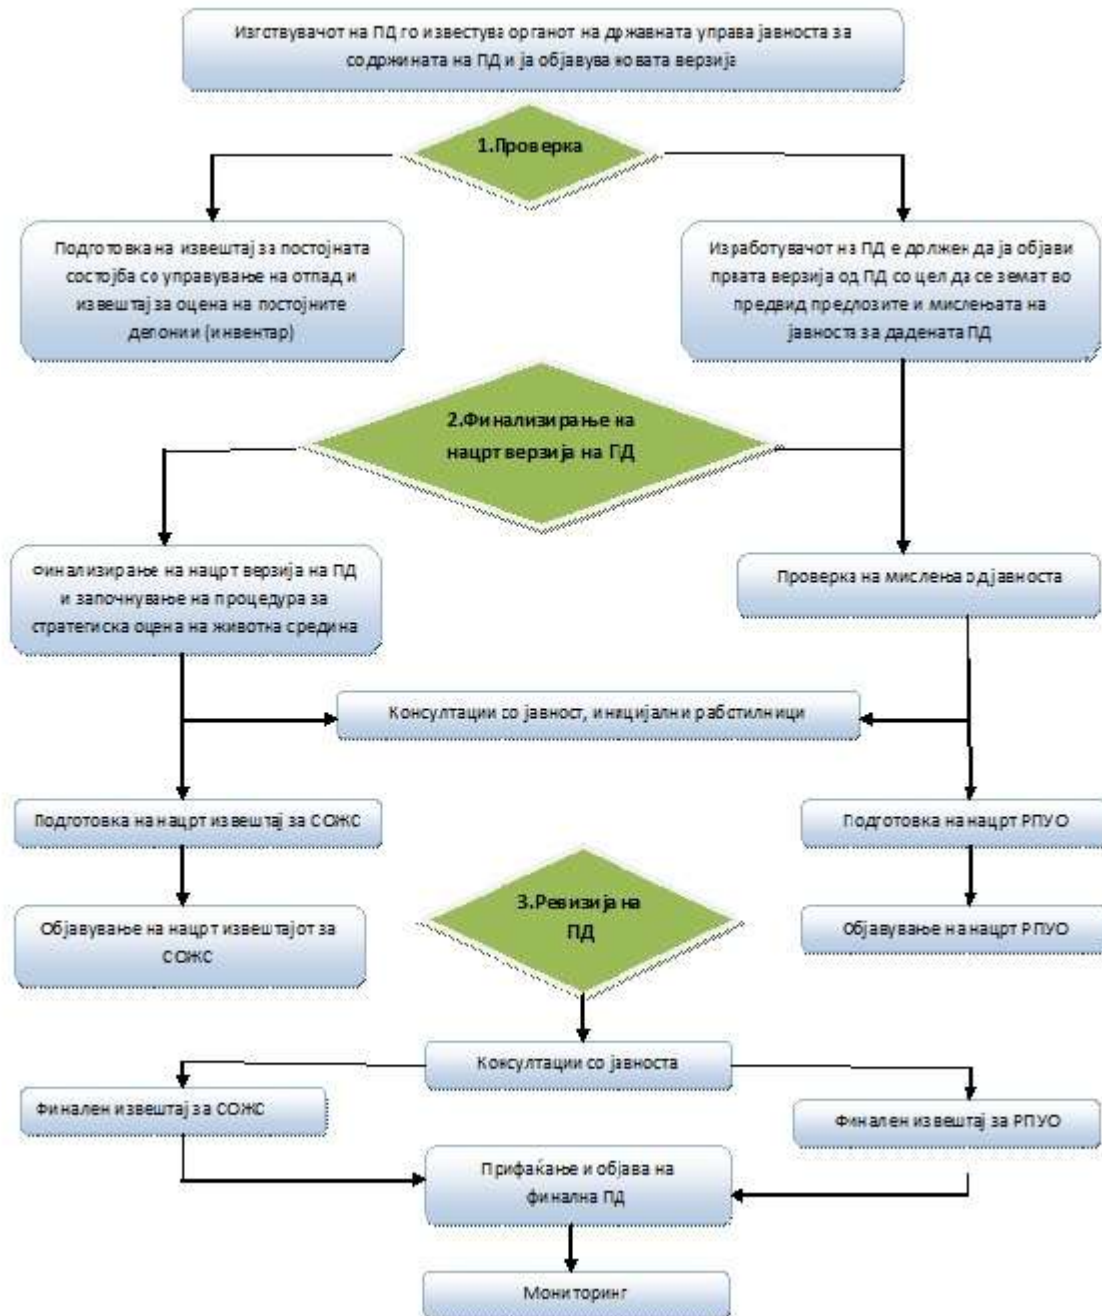 Изгствувачот на ПД го известува органот на државната управа јавноста за
содржината на ПД и ја објавува новата верзија
1.Проверка
Подготовка на извештај за постојната
состојба со управување на отпад и
извештај за оцена на постојните
депонии (инвентар)
Изработувачот на ПД е должен да ја објави
првата верзија од ПД со цел да се земат во
предвид предлозите и мислењата на
јавноста за дадената ПД
2.Финализирање на
нацрт верзија на ПД
Финализирање на нацрт верзија на ПД
и започнување на процедура за
стратегиска оцена на животна средина
Проверка на мислења од јавноста
Консултации со јавност, иницијални рабстилници
Подготовка на нацрт извештај за СОЖС
Подготовка на нацрт РПУО
3.Ревизија на
ПД
Објавување на нацрт извештајот за
СОЖС
Објавување на нацрт РПУО
Консултации со јавноста
Финален извештај за СОЖС
Финален извештај за РПУО
Прифаќање и објава на
финална ПД
Мониторинг